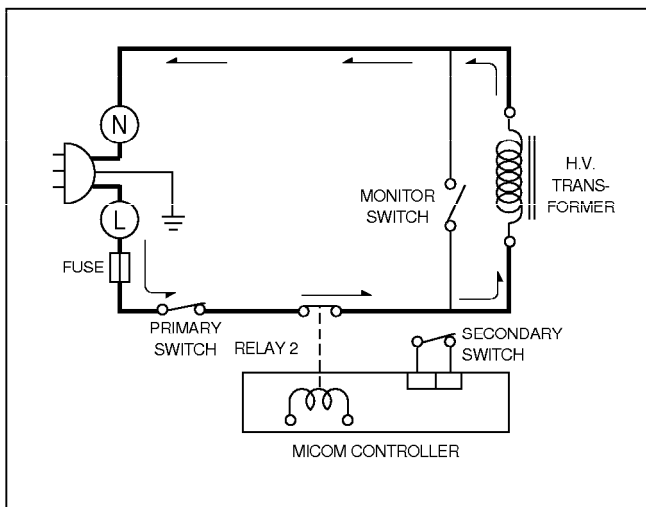 N
H.V.
TRANS-
FORMER
MONITOR
SWITCH
L
FUSE
PRIMARY
SWITCH
RELAY 2
SECONDARY
SWITCH
MICOM CONTROLLER